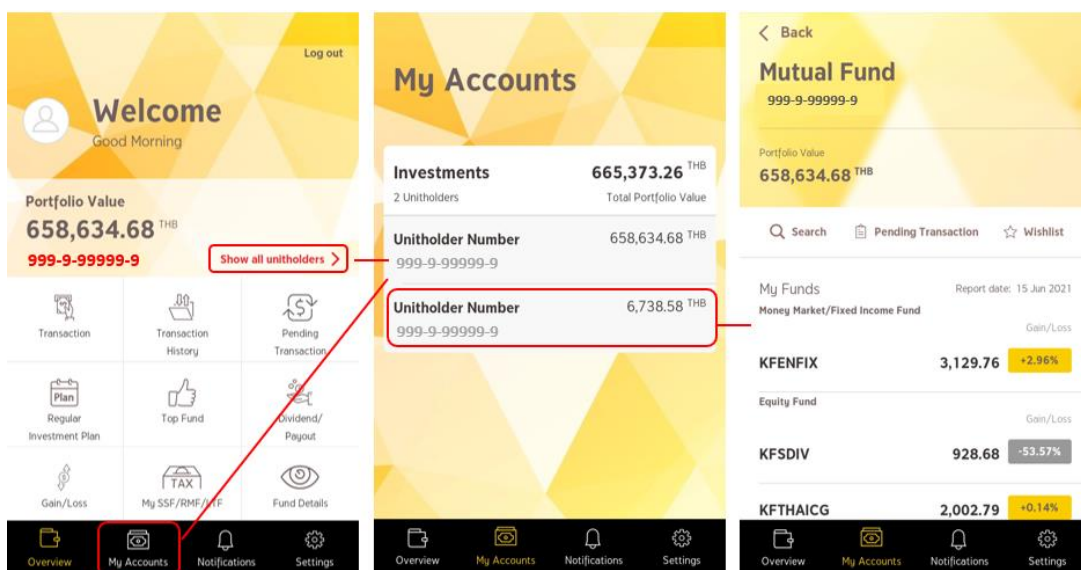 Log out
Welcome
Good Morning
Portfolio Value
658,634.68 THB
999-9-99999-9
Show all unitholders >
Transaction
Transaction
History
Pending
Transaction
Plan
Regular
Investment Plan
Top Fund
Dividend/
Payout
Gain/Loss
TAX
My SSF/RMF/LTF
Fund Details
Overview
My Accounts
Notifications
Settings
My Accounts
Investments 665,373.26 THB
2 Unitholders Total Portfolio Value
Unitholder Number 658,634.68 THB
999-9-99999-9
Unitholder Number 6,738.58 THB
999-9-99999-9
Overview
My Accounts
Notifications
Settings
< Back
Mutual Fund
999-9-99999-9
Portfolio Value
658,634.68 THB
Search Pending Transaction Wishlist
My Funds Report date: 15 Jun 2021
Money Market/Fixed Income Fund
Gain/Loss
KFENFIX 3,129.76 +2.96%
Equity Fund
Gain/Loss
KFSDIV 928.68 -53.57%
KFTHAICG 2,002.79 +0.14%
Overview
My Accounts
Notifications
Settings